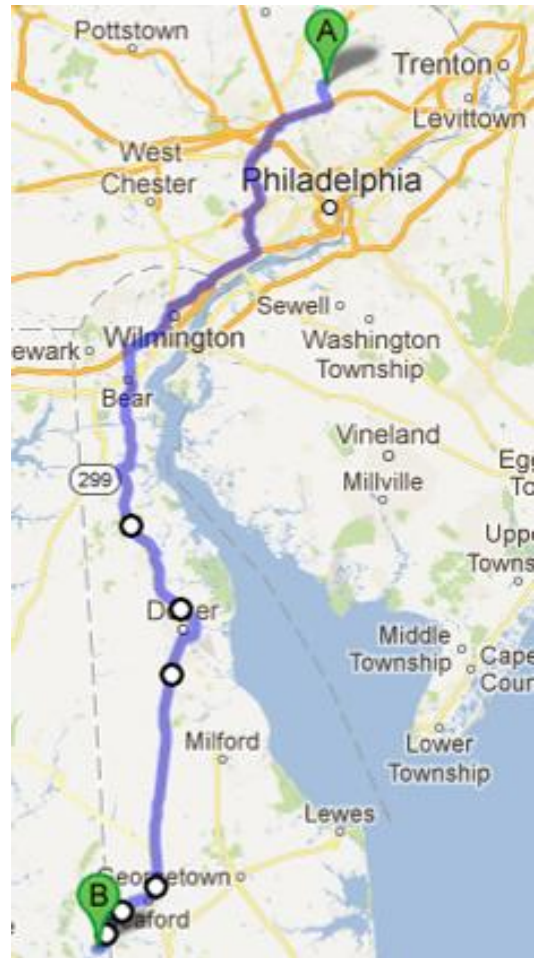 A
Pottstown
Trenton
Levittown
West
Chester
Philadelphia
Sewell
Wilmington
Washington
Township
ewark
Bear
Vineland
Egg
To
299
Millville
Uppe
Towns
Middle
Township
Cape
Coun
Milford
Lower
Township
Lewes
B